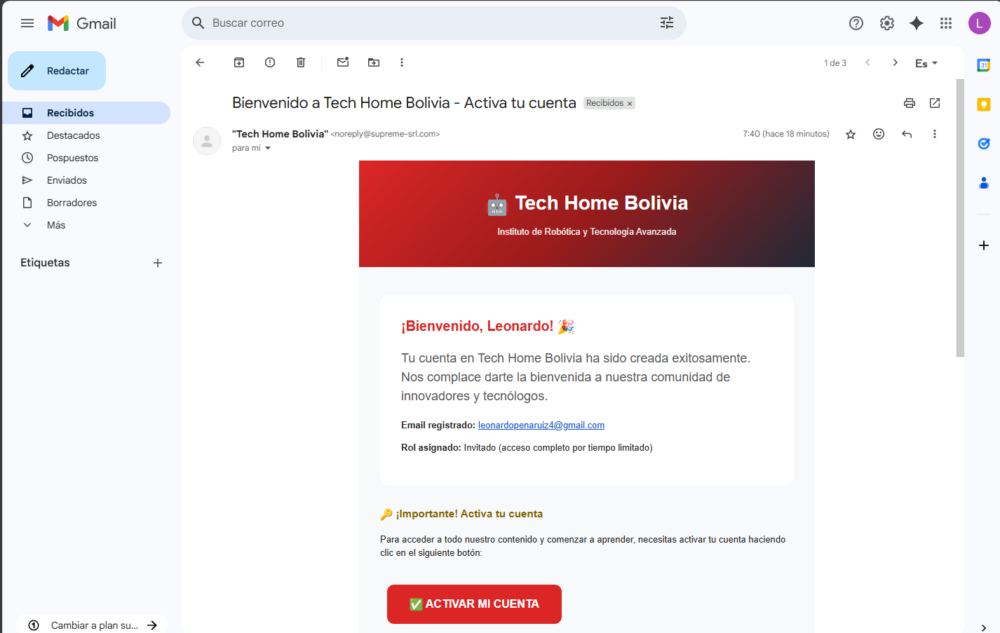 Gmail
Buscar correo
L
Redactar
Recibidos
Destacados
Pospuestos
Enviados
Borradores
Más
Etiquetas
Cambiar a plan su...
1 de 3
Es
Bienvenido a Tech Home Bolivia - Activa tu cuenta Recibidos ×
"Tech Home Bolivia" <noreply@supreme-srl.com>
7:40 (hace 18 minutos)
para mí
🤖 Tech Home Bolivia
Instituto de Robótica y Tecnología Avanzada
¡Bienvenido, Leonardo! 🎉
Tu cuenta en Tech Home Bolivia ha sido creada exitosamente.
Nos complace darte la bienvenida a nuestra comunidad de
innovadores y tecnólogos.
Email registrado: leonardopenaruiz4@gmail.com
Rol asignado: Invitado (acceso completo por tiempo limitado)
🔑 ¡Importante! Activa tu cuenta
Para acceder a todo nuestro contenido y comenzar a aprender, necesitas activar tu cuenta haciendo
clic en el siguiente botón:
✅ ACTIVAR MI CUENTA
31